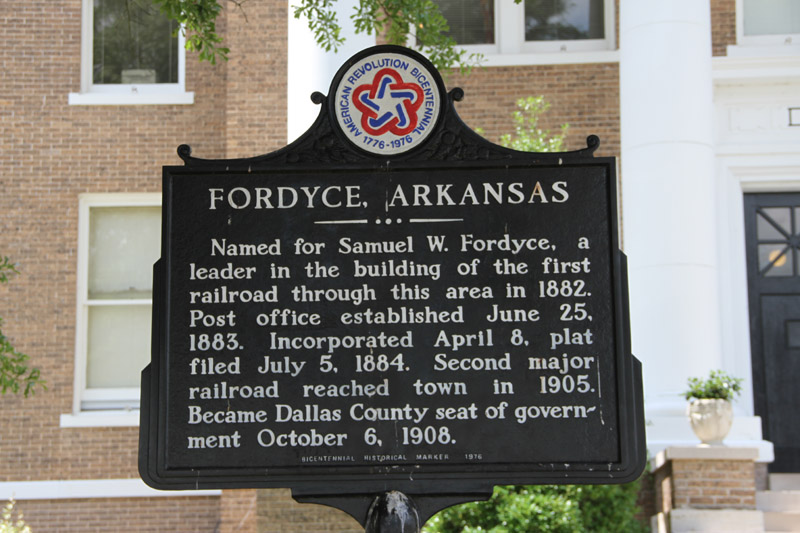 AMERICAN REVOLUTION BICENTENNIAL
1776-1976
FORDYCE, ARKANSAS
Named for Samuel W. Fordyce, a
leader in the building of the first
railroad through this area in 1882.
Post office established June 25,
1883. Incorporated April 8, plat
filed July 5, 1884. Second major
railroad reached town in 1905.
Became Dallas County seat of govern-
ment October 6, 1908.
BICENTENNIAL HISTORICAL MARKER 1976